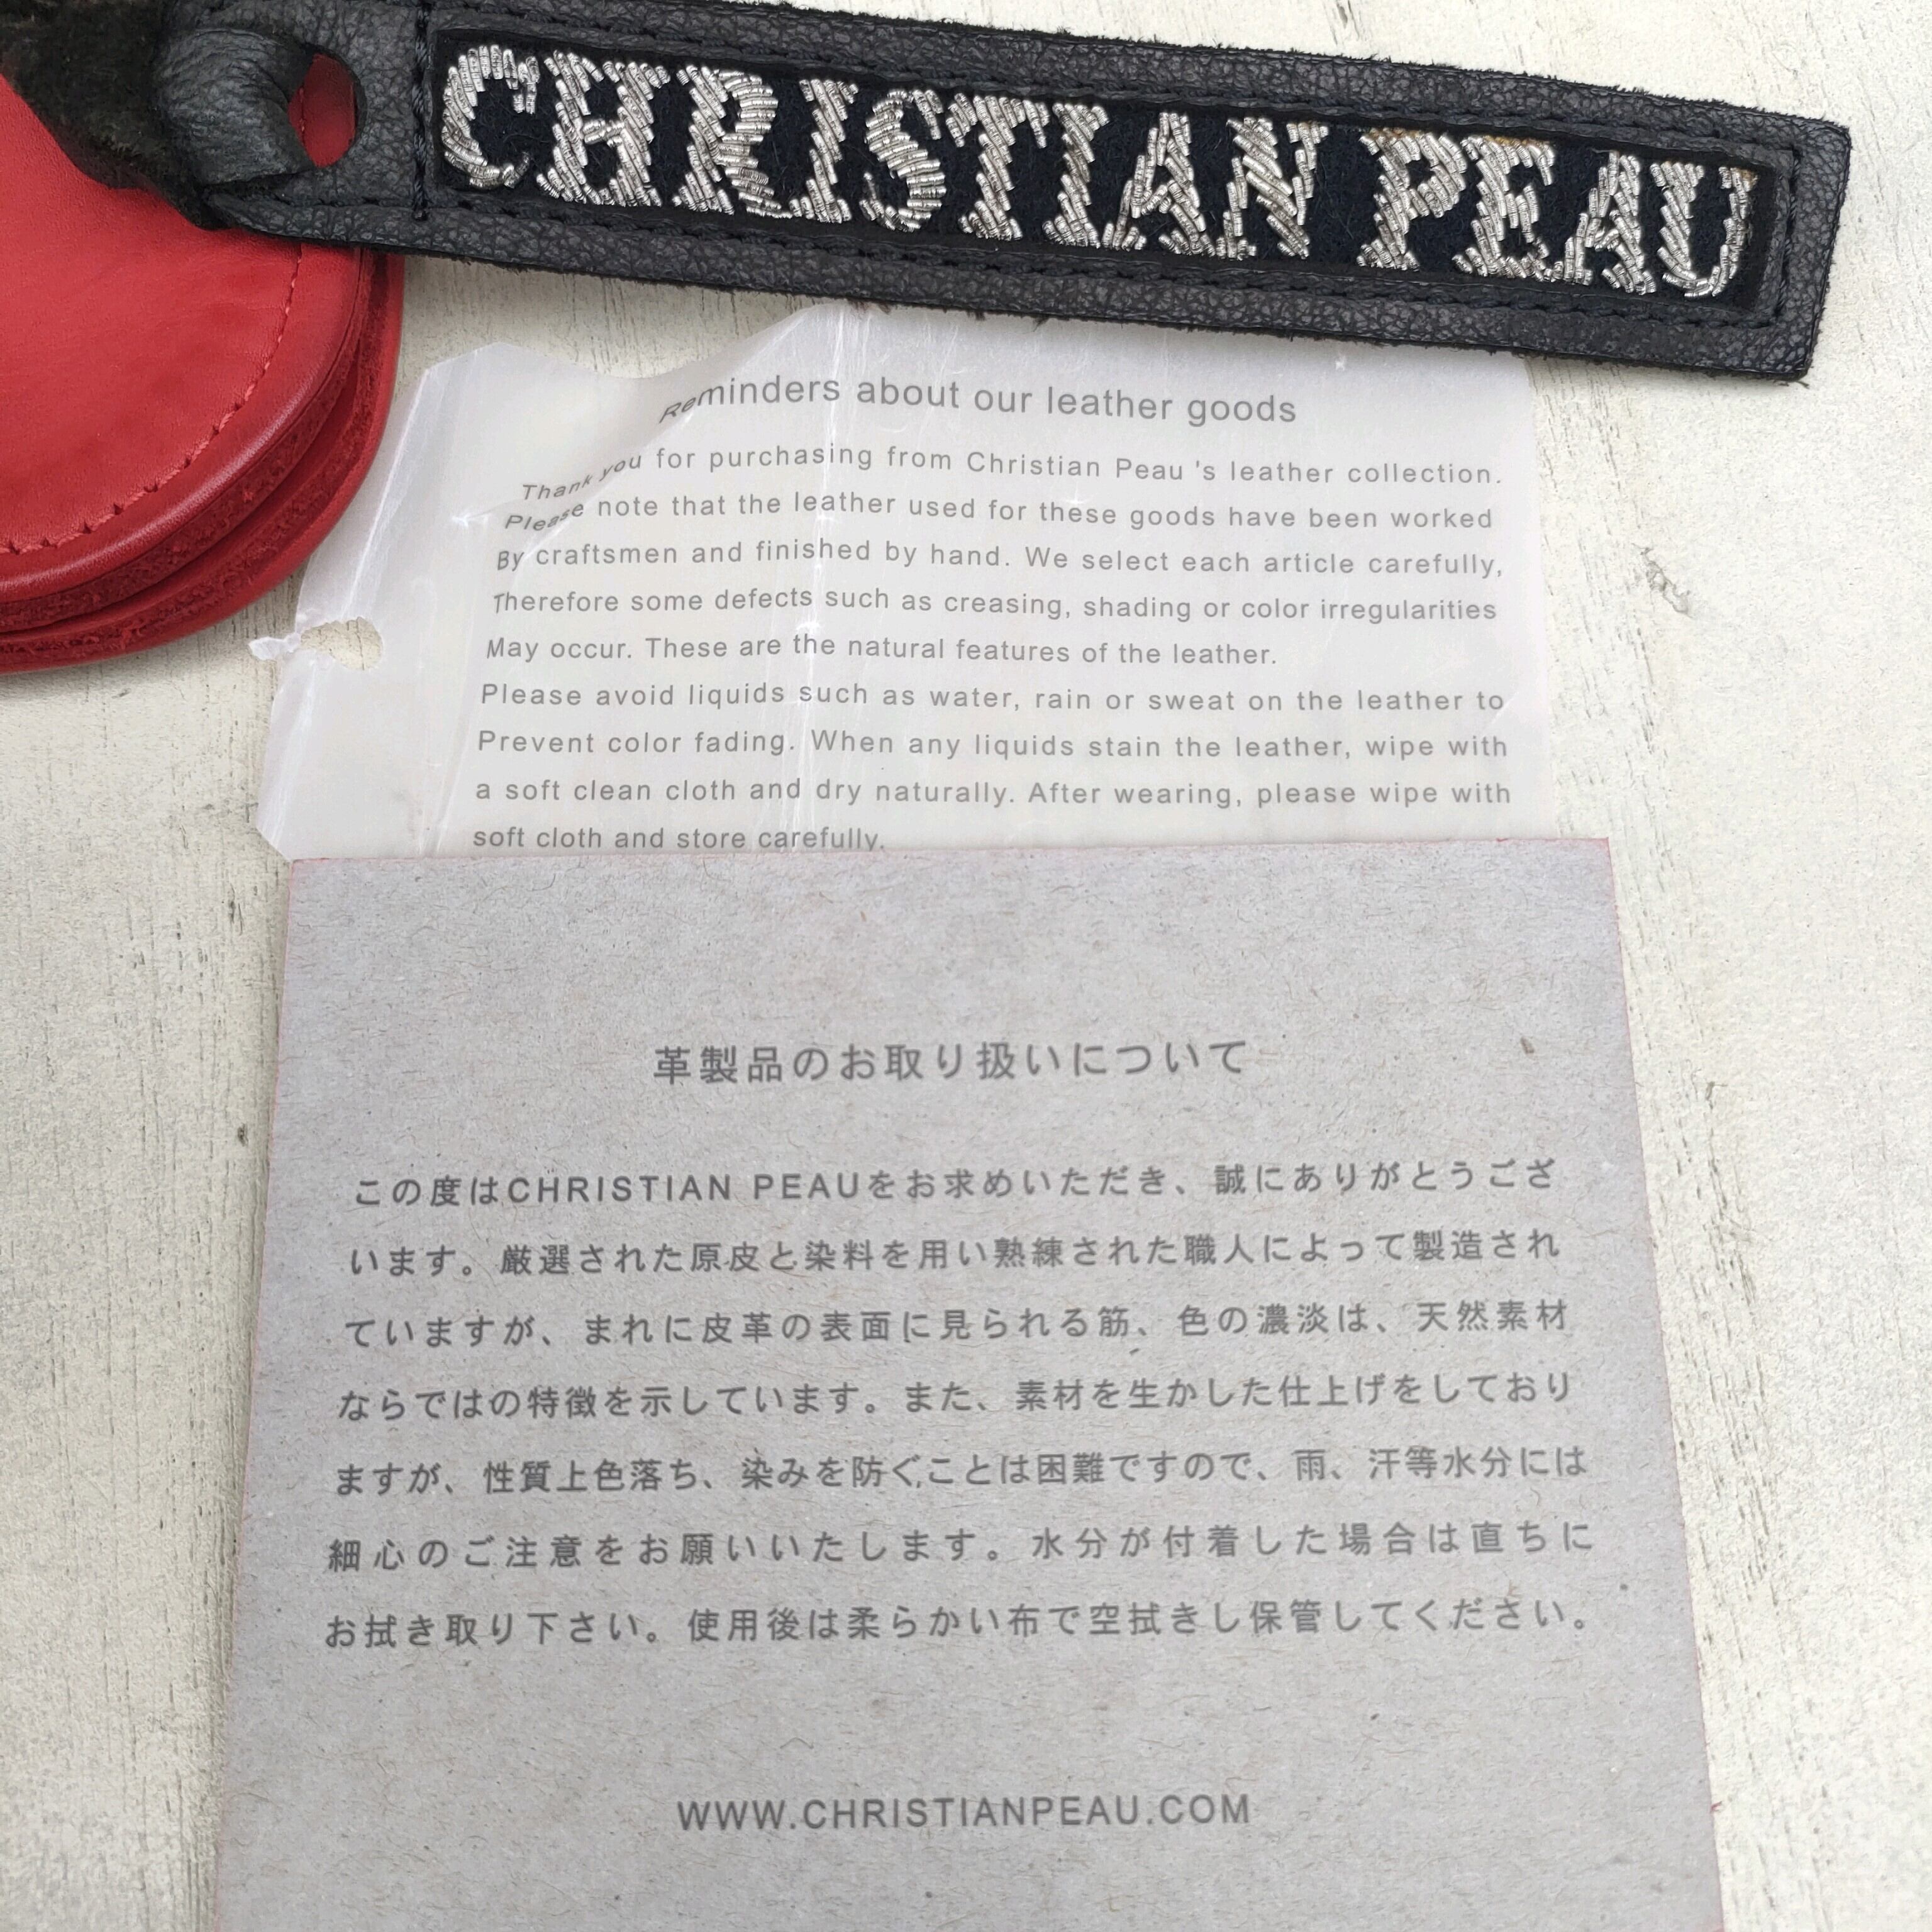 CHRISTIAN PEAU
Reminders about our leather goods
Thank you for purchasing from Christian Peau 's leather collection.
Please note that the leather used for these goods have been worked
By craftsmen and finished by hand. We select each article carefully,
Therefore some defects such as creasing, shading or color irregularities
May occur. These are the natural features of the leather.
Please avoid liquids such as water, rain or sweat on the leather to
Prevent color fading. When any liquids stain the leather, wipe with
a soft clean cloth and dry naturally. After wearing, please wipe with
soft cloth and store carefully.
革製品のお取り扱いについて
この度はCHRISTIAN PEAUをお求めいただき、誠にありがとうござ
います。厳選された原皮と染料を用い熟練された職人によって製造され
ていますが、まれに皮革の表面に見られる筋、色の濃淡は、天然素材
ならではの特徴を示しています。また、素材を生かした仕上げをしており
ますが、性質上色落ち、染みを防ぐことは困難ですので、雨、汗等水分には
細心のご注意をお願いいたします。水分が付着した場合は直ちに
お拭き取り下さい。使用後は柔らかい布で空拭きし保管してください。
WWW.CHRISTIANPEAU.COM